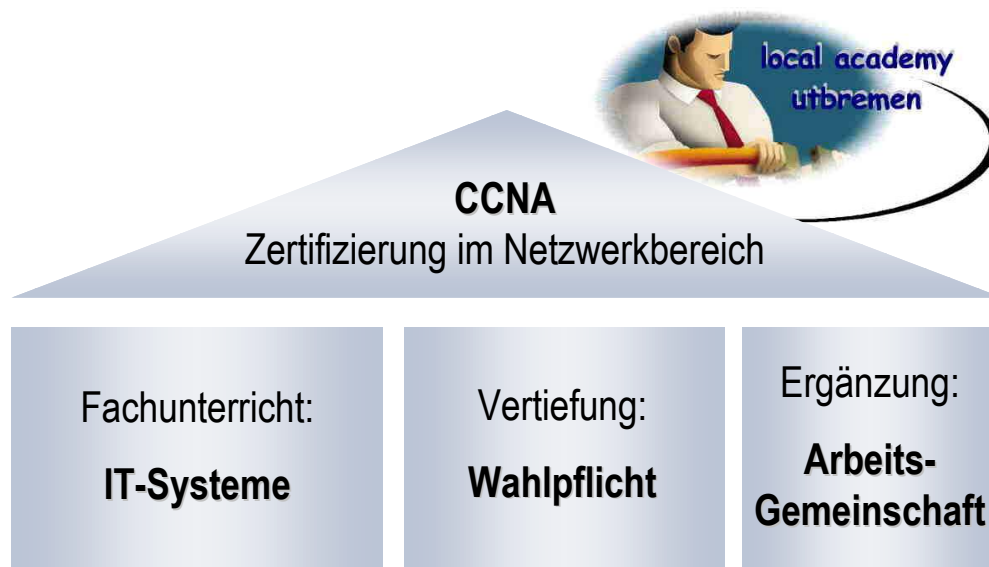 local academy
utbremen
CCNA
Zertifizierung im Netzwerkbereich
Fachunterricht:
IT-Systeme
Vertiefung:
Wahlpflicht
Ergänzung:
Arbeits-
Gemeinschaft